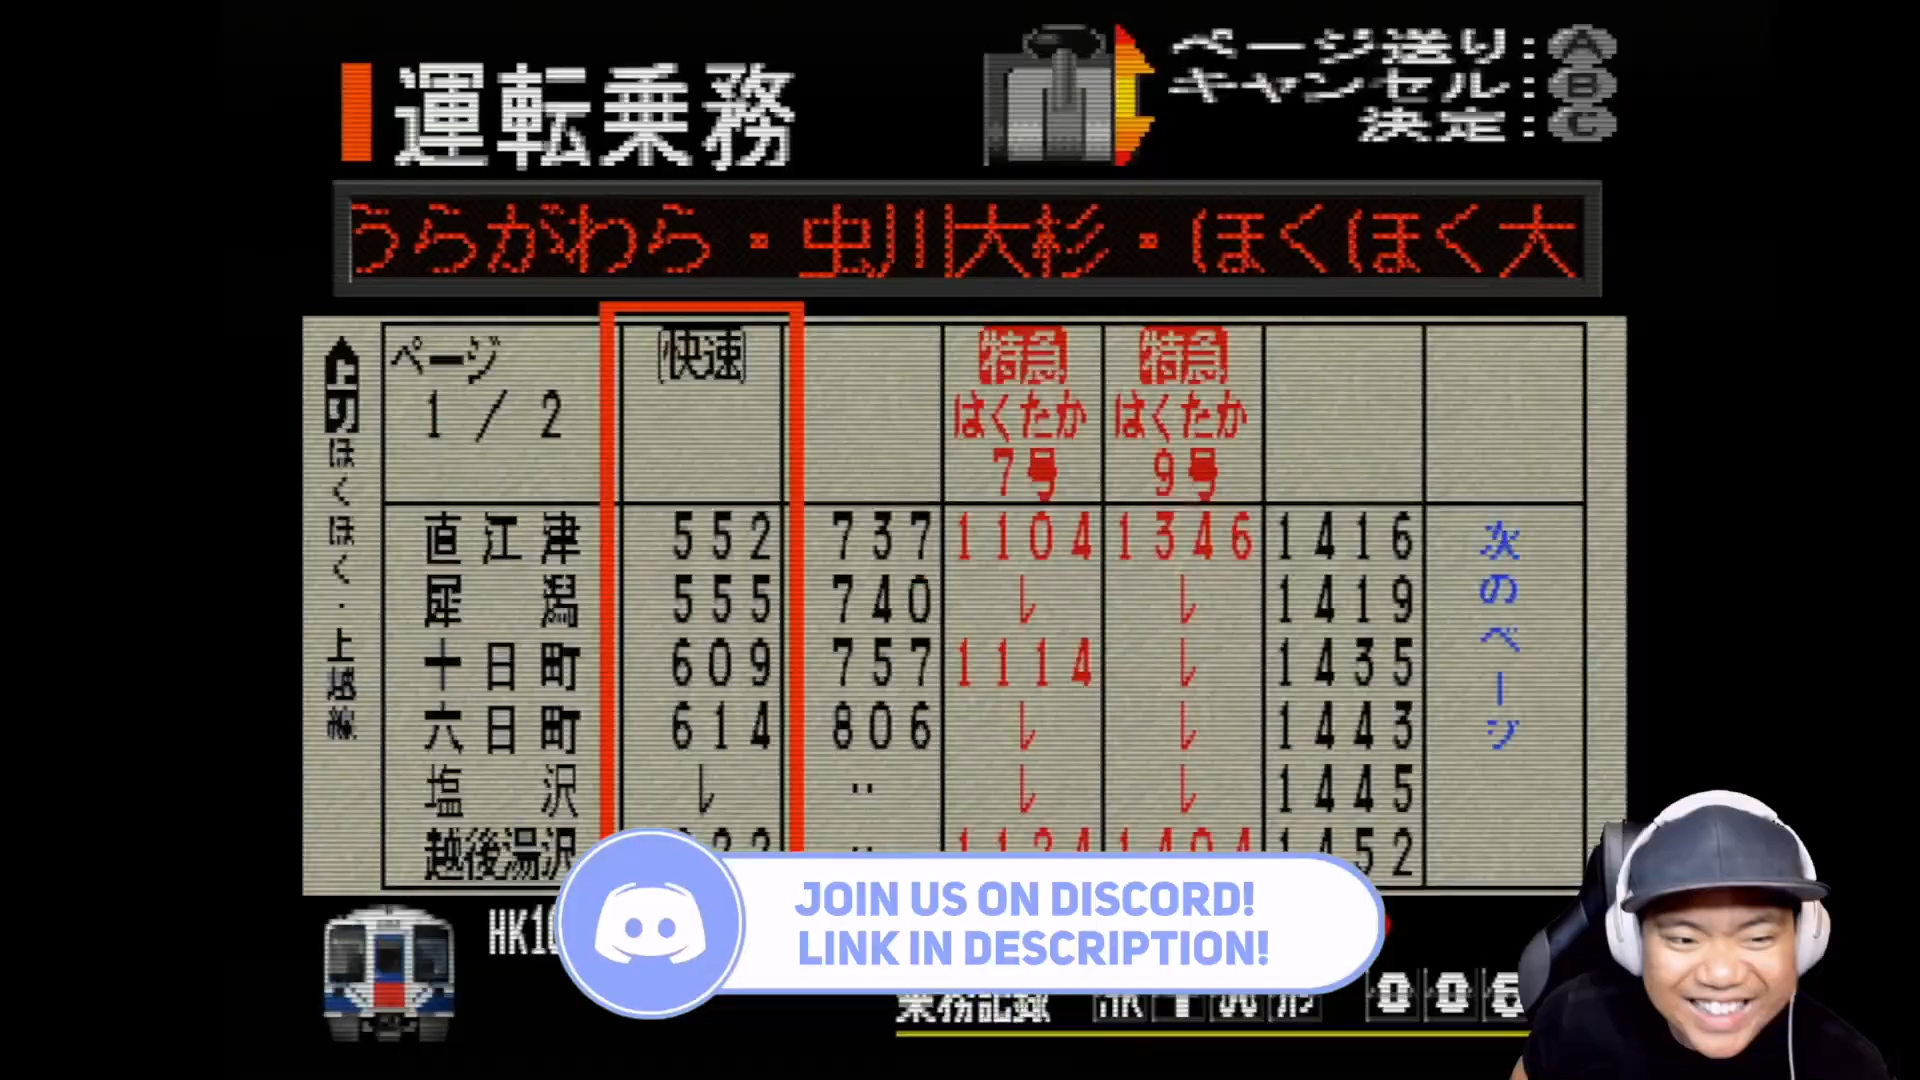 運転乗務
ページ送り:A
キャンセル:B
決定:C
うらがわら・虫川大杉・ほくほく大
上り
ほくほく・上越線
ページ 快速 特急 特急
1/2 はくたか はくたか
7号 9号
直江津 552 737 1104 1346 1416
犀潟 555 740 レ レ 1419
十日町 609 757 1114 レ 1435
六日町 614 806 レ レ 1443
塩沢 レ ‥ レ レ 1445
越後湯沢 ‥ 1124 1404 1452
次のページ
JOIN US ON DISCORD!
LINK IN DESCRIPTION!
乗務記録